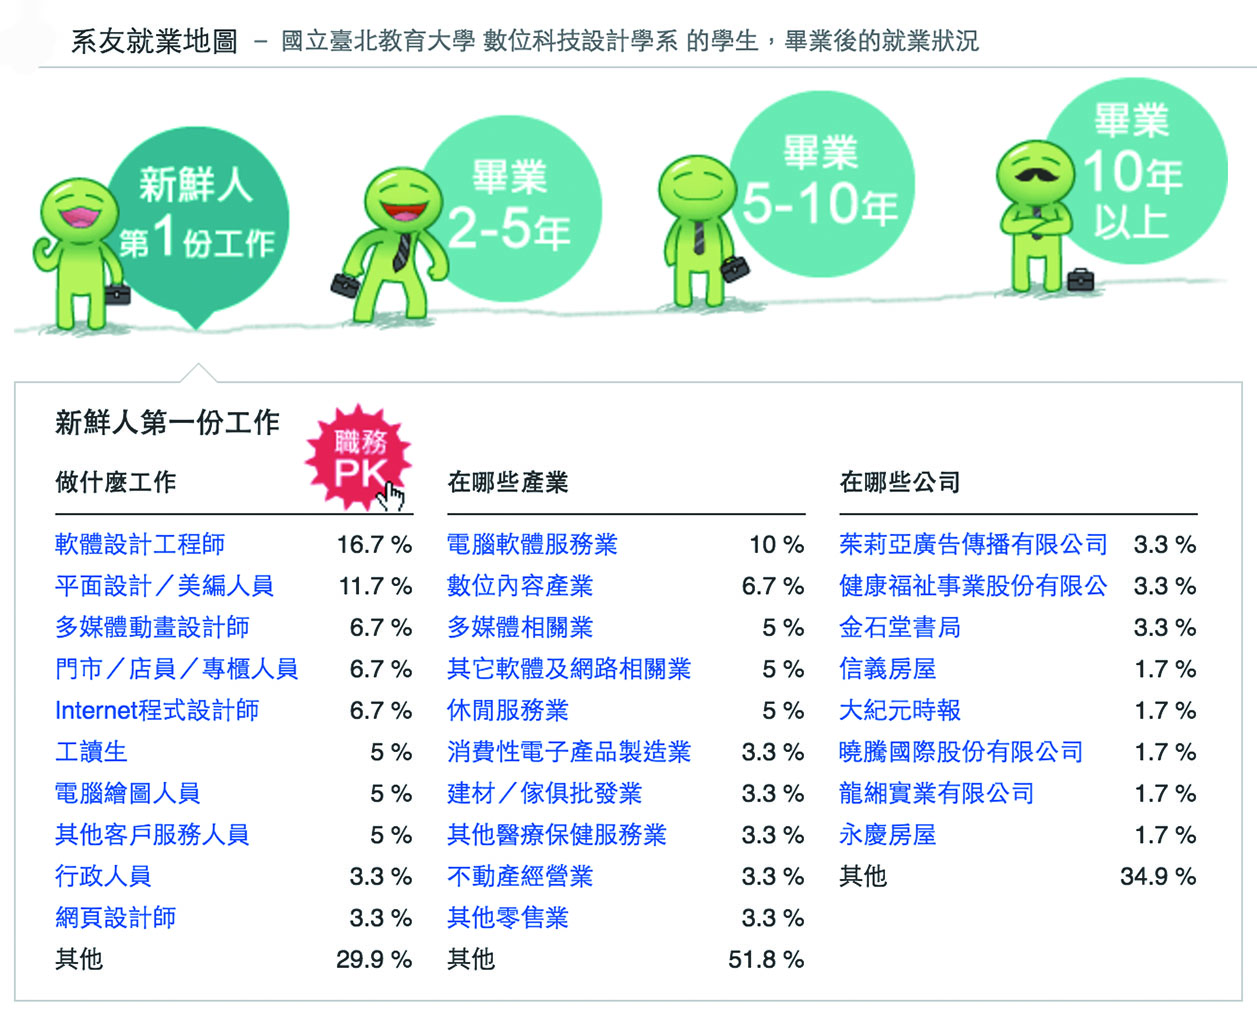 系友就業地圖 – 國立臺北教育大學 數位科技設計學系 的學生，畢業後的就業狀況
新鮮人
第1份工作
畢業
2-5年
畢業
5-10年
畢業
10年
以上
新鮮人第一份工作
職務
PK
做什麼工作
軟體設計工程師 16.7 %
平面設計／美編人員 11.7 %
多媒體動畫設計師 6.7 %
門市／店員／專櫃人員 6.7 %
Internet程式設計師 6.7 %
工讀生 5 %
電腦繪圖人員 5 %
其他客戶服務人員 5 %
行政人員 3.3 %
網頁設計師 3.3 %
其他 29.9 %
在哪些產業
電腦軟體服務業 10 %
數位內容產業 6.7 %
多媒體相關業 5 %
其它軟體及網路相關業 5 %
休閒服務業 5 %
消費性電子產品製造業 3.3 %
建材／傢俱批發業 3.3 %
其他醫療保健服務業 3.3 %
不動產經營業 3.3 %
其他零售業 3.3 %
其他 51.8 %
在哪些公司
茱莉亞廣告傳播有限公司 3.3 %
健康福祉事業股份有限公 3.3 %
金石堂書局 3.3 %
信義房屋 1.7 %
大紀元時報 1.7 %
曉騰國際股份有限公司 1.7 %
龍緗實業有限公司 1.7 %
永慶房屋 1.7 %
其他 34.9 %